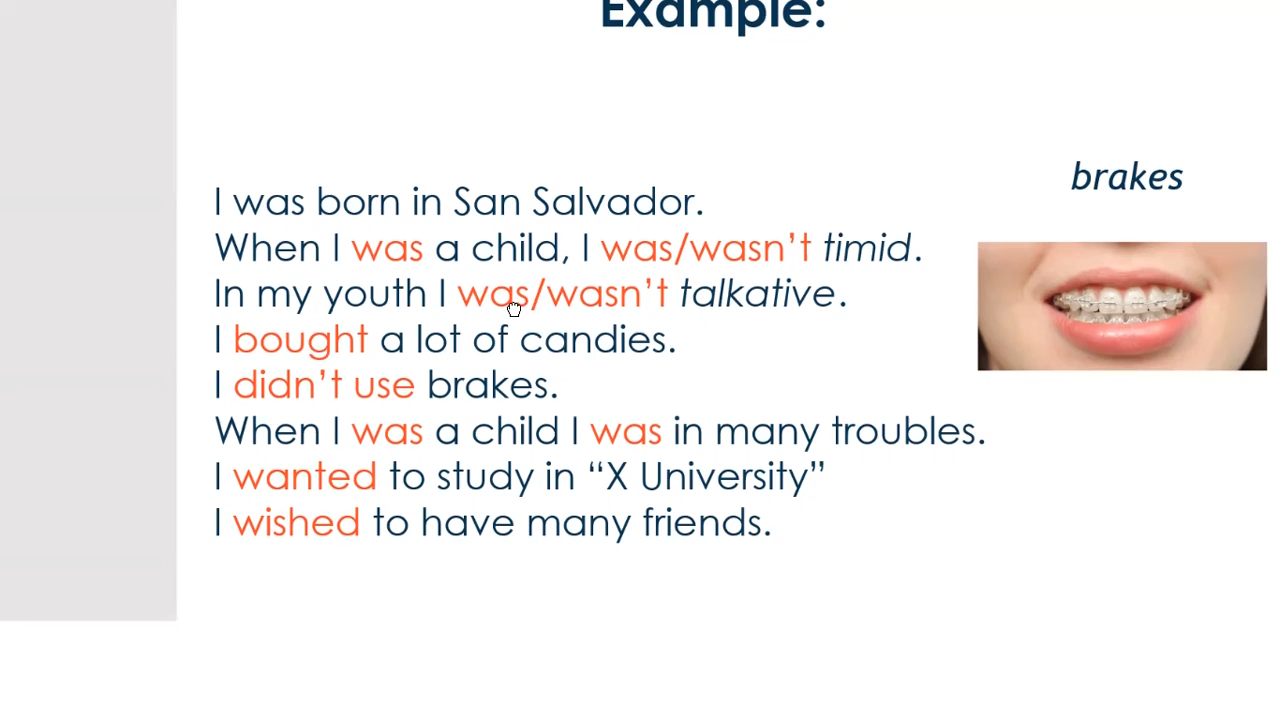 Example:
brakes
I was born in San Salvador.
When I was a child, I was/wasn’t timid.
In my youth I was/wasn’t talkative.
I bought a lot of candies.
I didn’t use brakes.
When I was a child I was in many troubles.
I wanted to study in “X University”
I wished to have many friends.